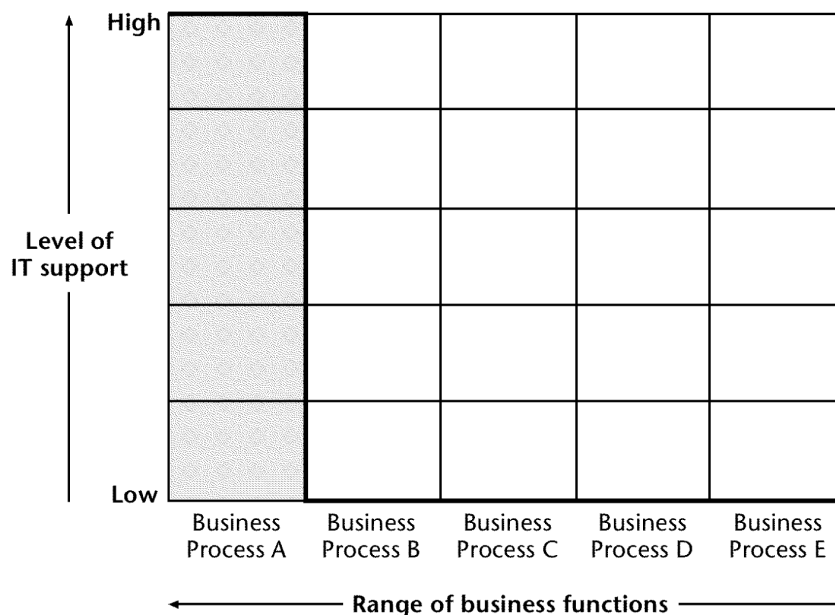 High
Level of
IT support
Low
Business
Process A
Business
Process B
Business
Process C
Business
Process D
Business
Process E
Range of business functions